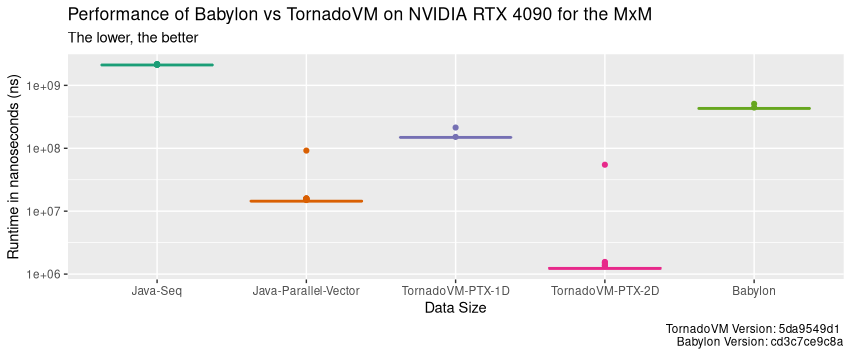 Performance of Babylon vs TornadoVM on NVIDIA RTX 4090 for the MxM
The lower, the better
Runtime in nanoseconds (ns)
1e+09
1e+08
1e+07
1e+06
Java-Seq
Java-Parallel-Vector
TornadoVM-PTX-1D
TornadoVM-PTX-2D
Babylon
Data Size
TornadoVM Version: 5da9549d1
Babylon Version: cd3c7ce9c8a